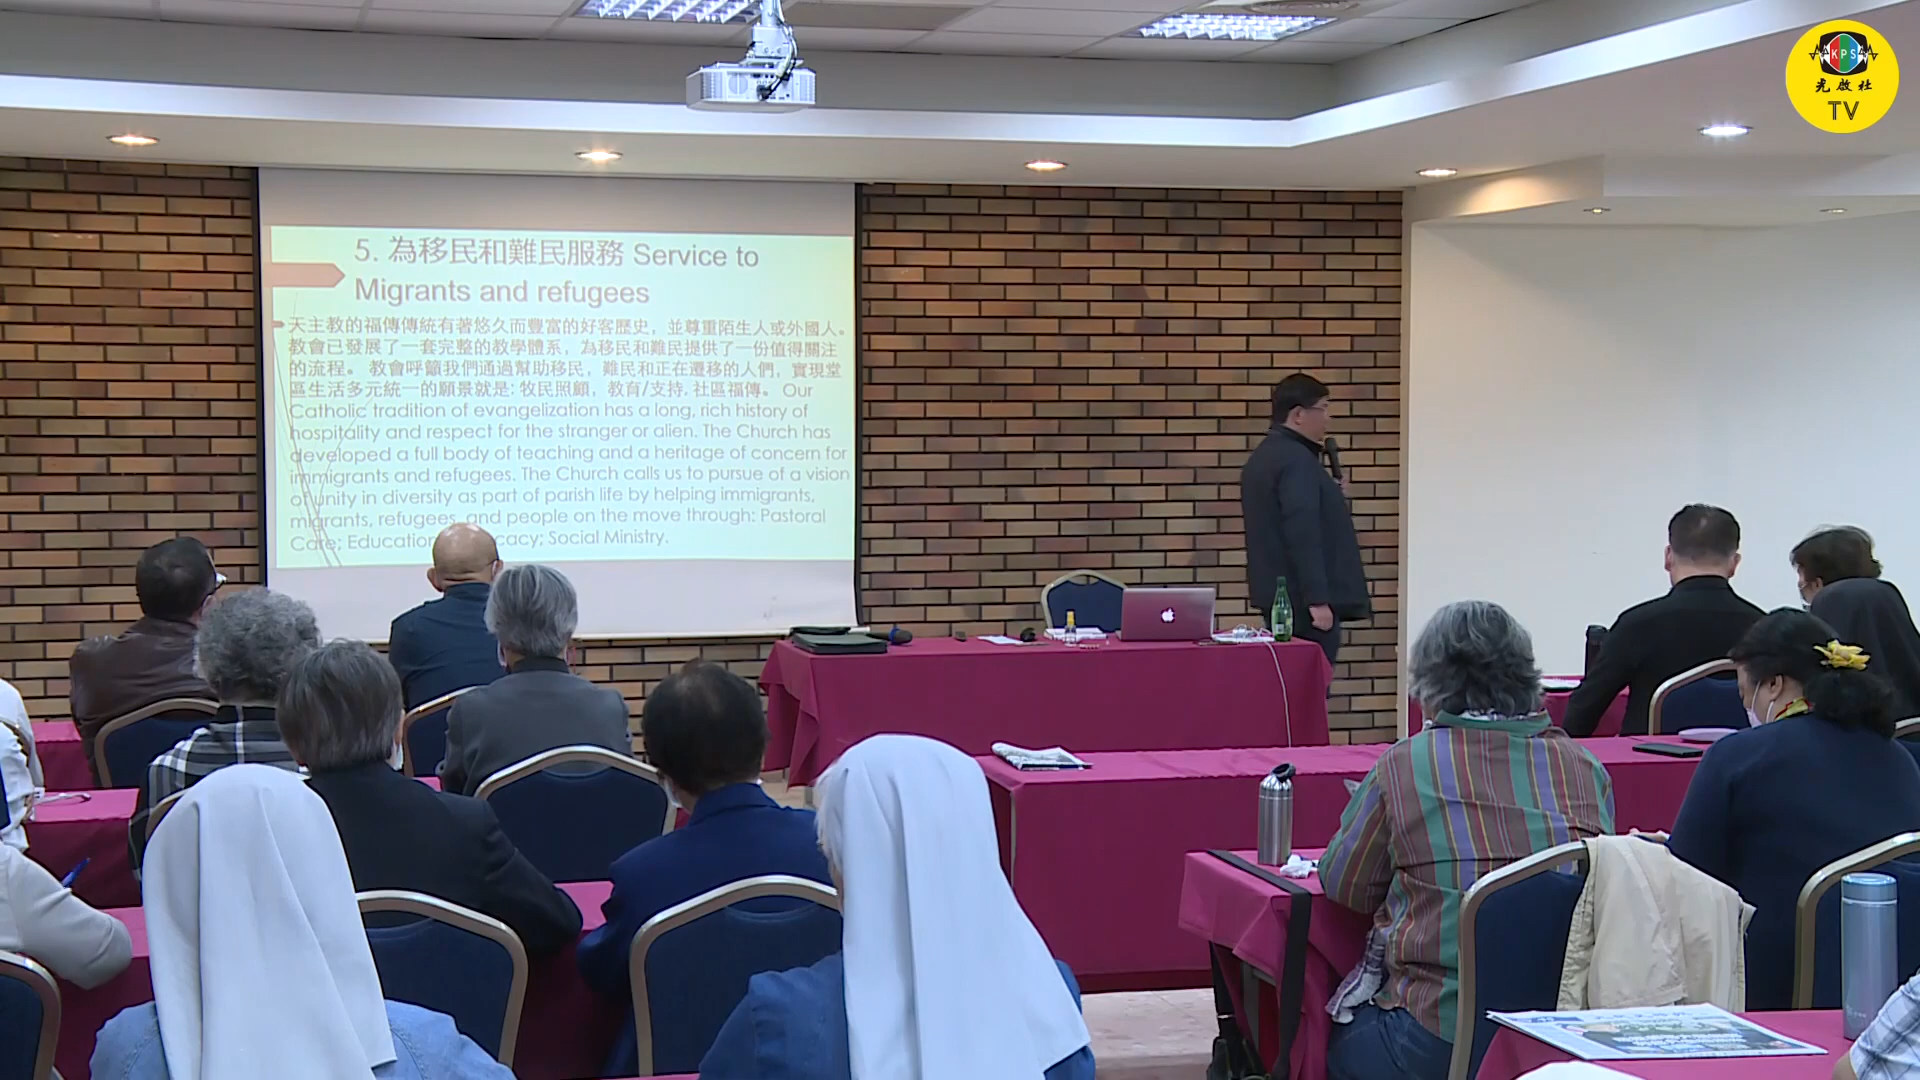 KPS
光啟社
TV
5. 為移民和難民服務 Service to
Migrants and refugees
天主教的福傳傳統有著悠久而豐富的好客歷史，並尊重陌生人或外國人。
教會已發展了一套完整的教學體系，為移民和難民提供了一份值得關注
的流程。 教會呼籲我們通過幫助移民，難民和正在遷移的人們，實現堂
區生活多元統一的願景就是: 牧民照顧，教育/支持, 社區福傳。 Our
Catholic tradition of evangelization has a long, rich history of
hospitality and respect for the stranger or alien. The Church has
developed a full body of teaching and a heritage of concern for
immigrants and refugees. The Church calls us to pursue of a vision
of unity in diversity as part of parish life by helping immigrants,
migrants, refugees, and people on the move through: Pastoral
Care; Education cacy; Social Ministry.